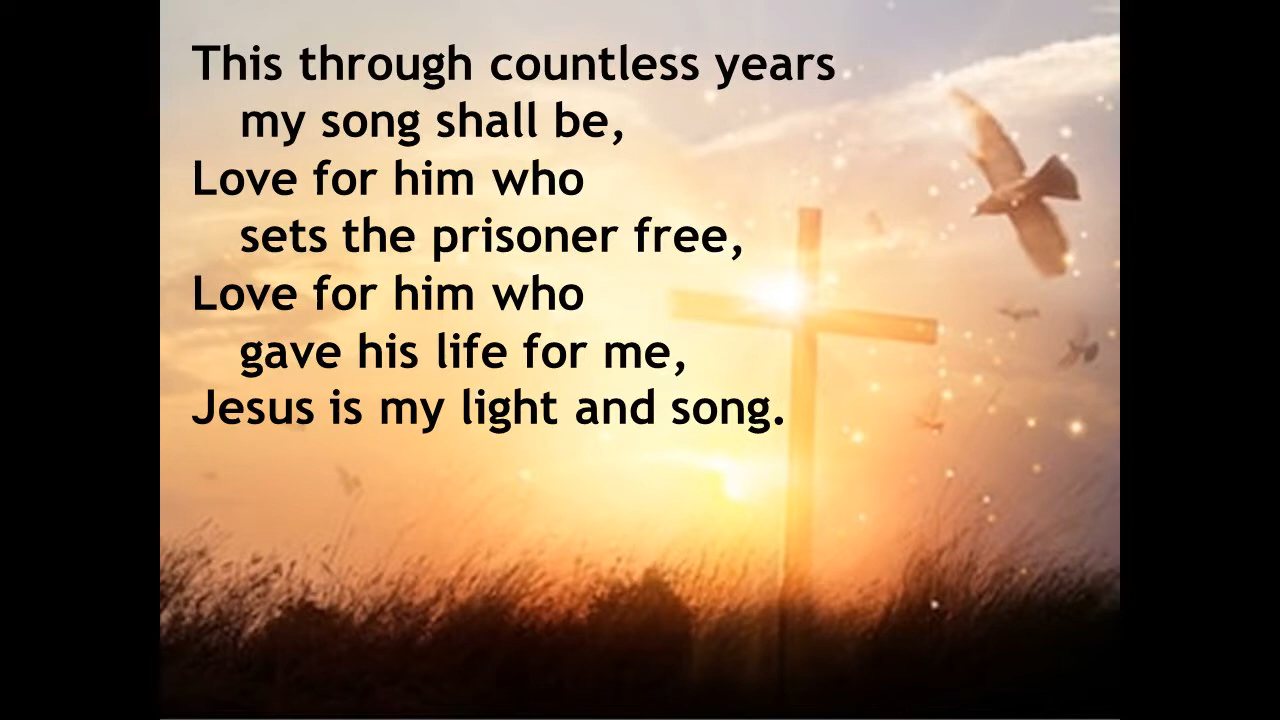 This through countless years
my song shall be,
Love for him who
sets the prisoner free,
Love for him who
gave his life for me,
Jesus is my light and song.